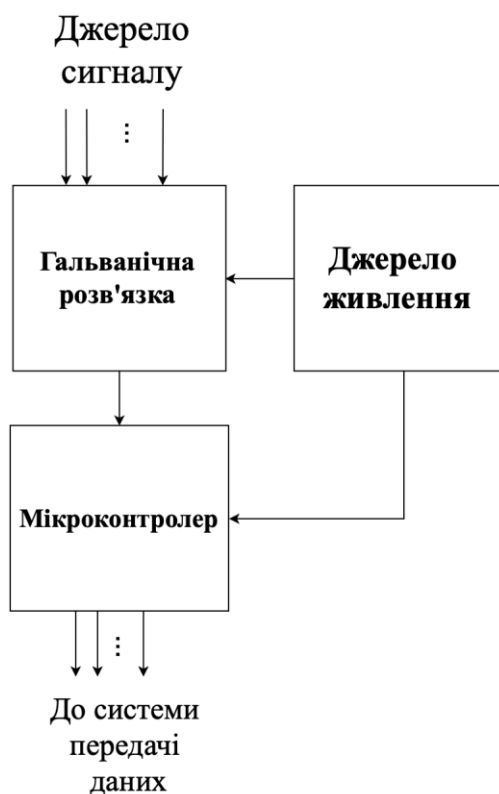 Джерело
сигналу
...
Гальванічна
розв'язка
Джерело
живлення
Мікроконтролер
...
До системи
передачі
даних